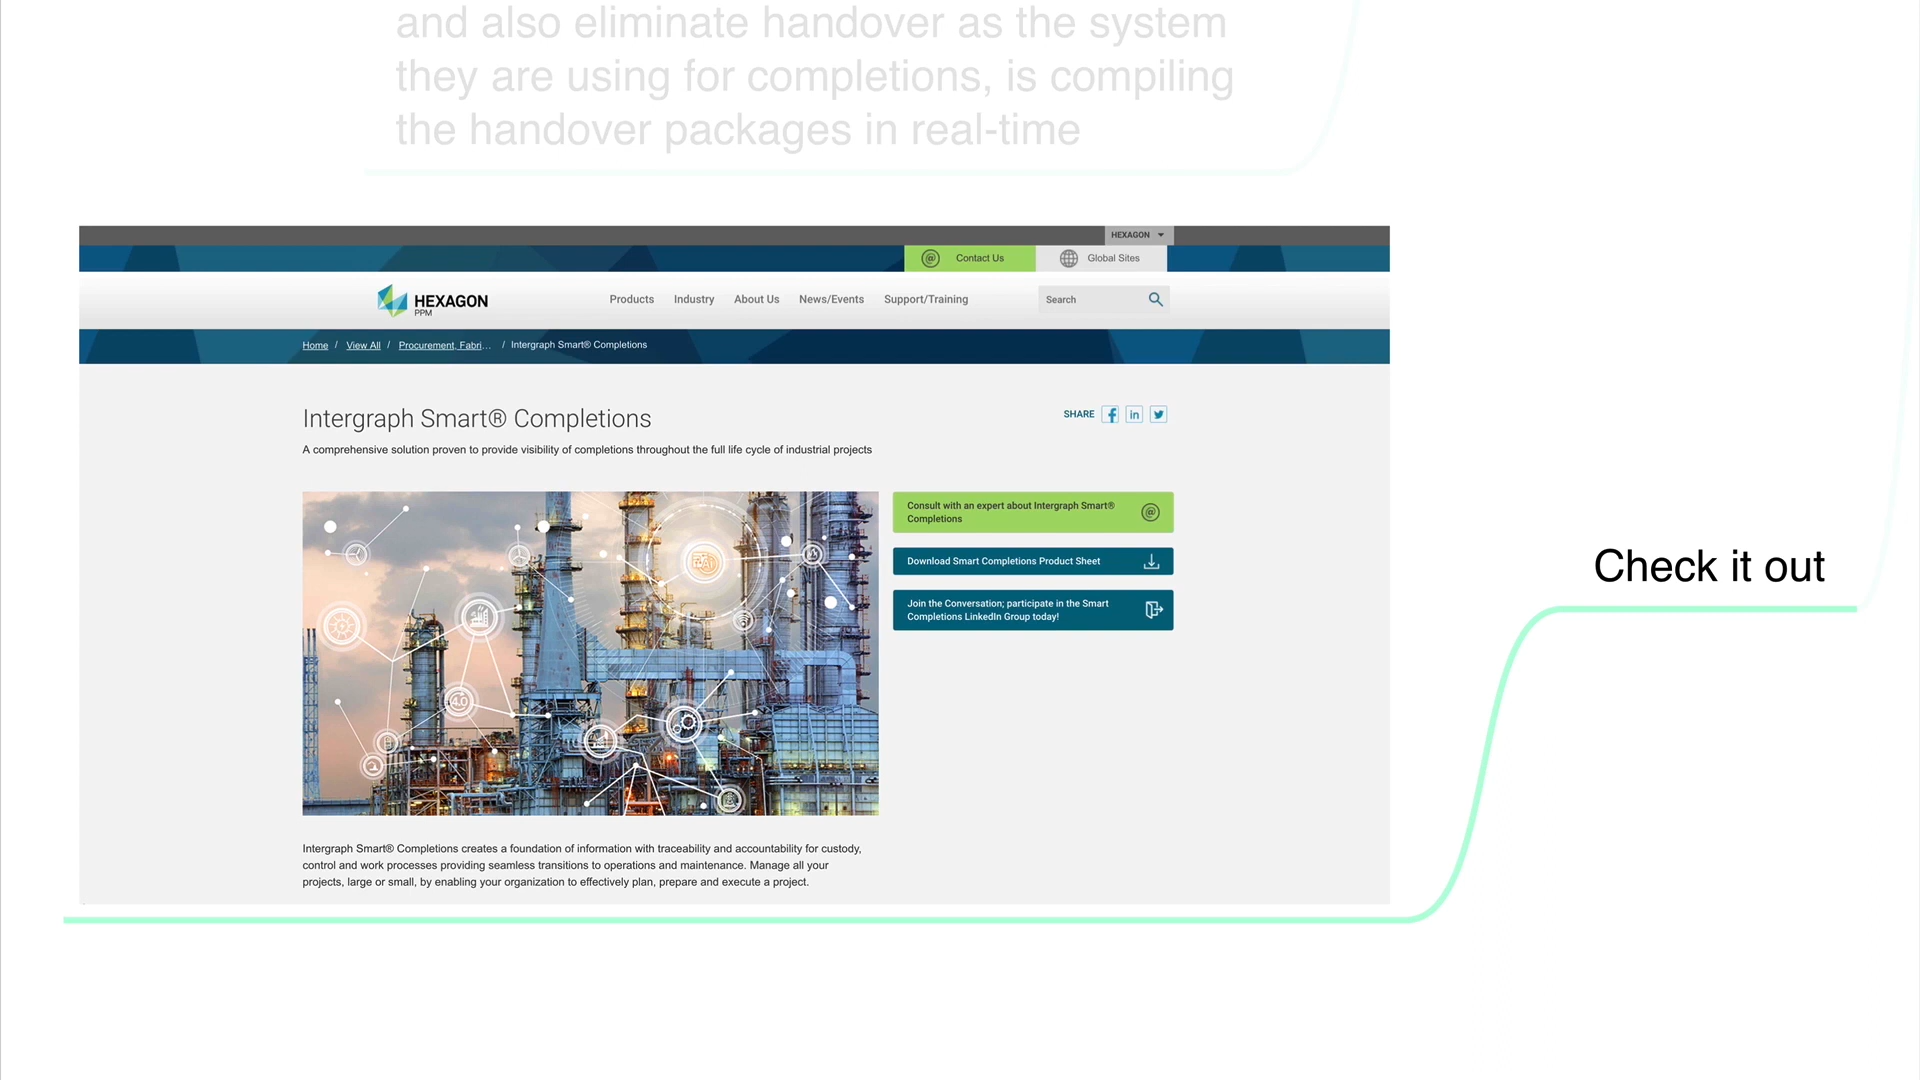 and also eliminate handover as the system
they are using for completions, is compiling
the handover packages in real-time
HEXAGON
@ Contact Us
Global Sites
HEXAGON
PPM
Products
Industry
About Us
News/Events
Support/Training
Search
Home / View All / Procurement, Fabri... / Intergraph Smart® Completions
Intergraph Smart® Completions
SHARE
A comprehensive solution proven to provide visibility of completions throughout the full life cycle of industrial projects
Consult with an expert about Intergraph Smart®
Completions
@
Download Smart Completions Product Sheet
Join the Conversation; participate in the Smart
Completions LinkedIn Group today!
4.0
Check it out
Intergraph Smart® Completions creates a foundation of information with traceability and accountability for custody,
control and work processes providing seamless transitions to operations and maintenance. Manage all your
projects, large or small, by enabling your organization to effectively plan, prepare and execute a project.